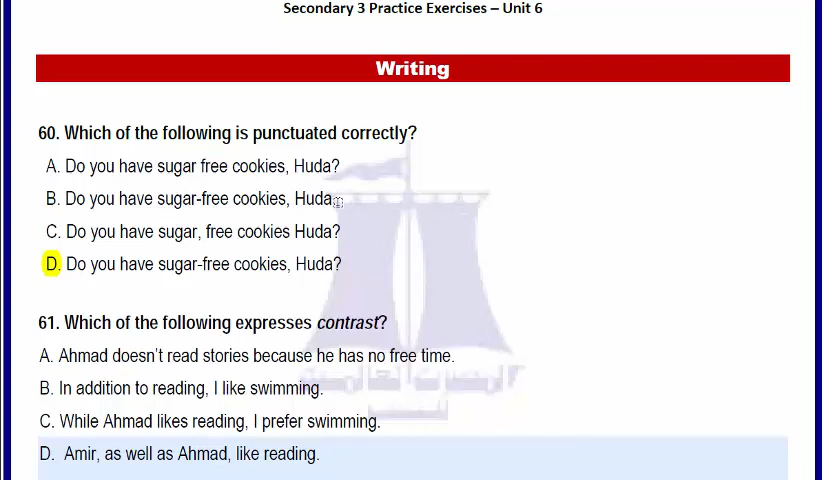 Secondary 3 Practice Exercises – Unit 6
Writing
60. Which of the following is punctuated correctly?
A. Do you have sugar free cookies, Huda?
B. Do you have sugar-free cookies, Huda
C. Do you have sugar, free cookies Huda?
D. Do you have sugar-free cookies, Huda?
61. Which of the following expresses contrast?
A. Ahmad doesn't read stories because he has no free time.
B. In addition to reading, I like swimming.
C. While Ahmad likes reading, I prefer swimming.
D. Amir, as well as Ahmad, like reading.